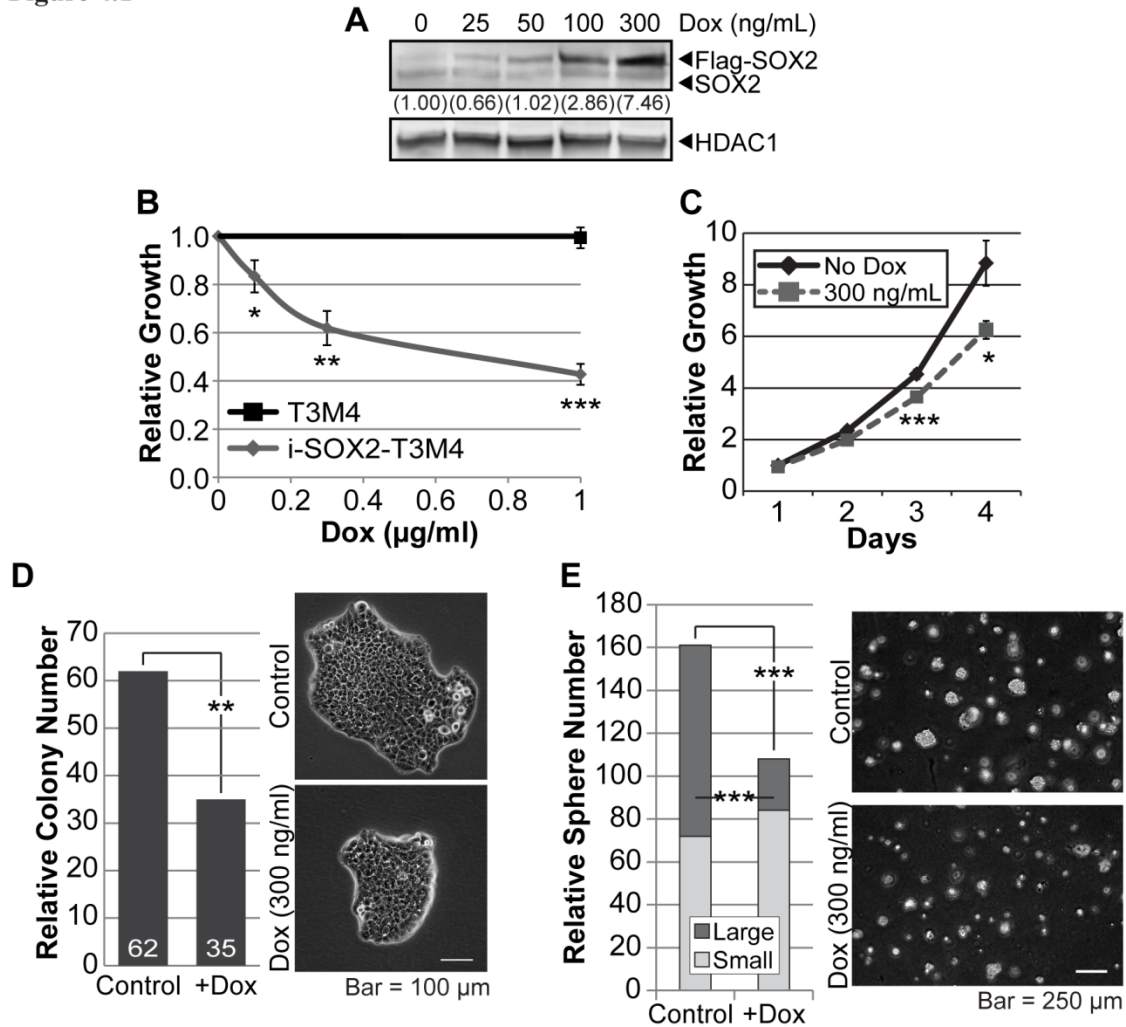 A
0 25 50 100 300 Dox (ng/mL)
◄Flag-SOX2
◄SOX2
(1.00)(0.66)(1.02)(2.86)(7.46)
◄HDAC1
B
Relative Growth
1.0
0.8
0.6
0.4
0.2
0.0
*
**
***
T3M4
i-SOX2-T3M4
0 0.2 0.4 0.6 0.8 1
Dox (µg/ml)
C
Relative Growth
10
8
6
4
2
0
No Dox
300 ng/mL
***
*
1 2 3 4
Days
D
Relative Colony Number
70
60
50
40
30
20
10
0
**
62 35
Control +Dox
Control
Dox (300 ng/ml)
Bar = 100 µm
E
Relative Sphere Number
180
160
140
120
100
80
60
40
20
0
***
***
Large
Small
Control +Dox
Control
Dox (300 ng/ml)
Bar = 250 µm